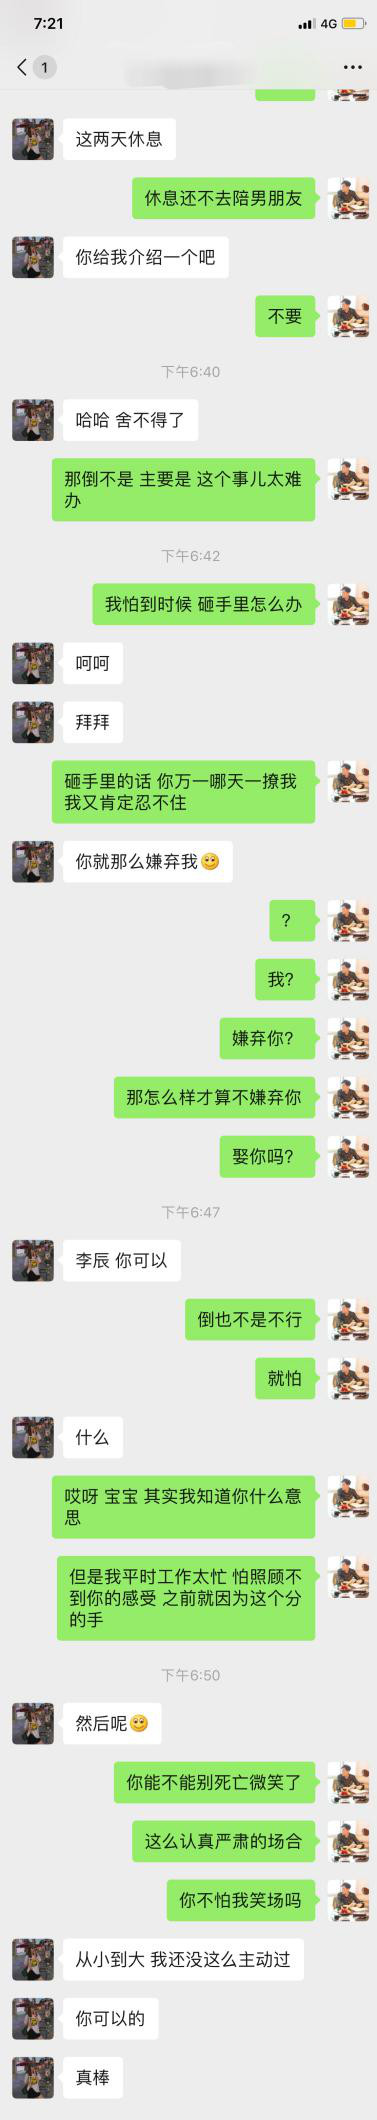 7:21
4G
1
这两天休息
休息还不去陪男朋友
你给我介绍一个吧
不要
下午6:40
哈哈 舍不得了
那倒不是 主要是 这个事儿太难
办
下午6:42
我怕到时候 砸手里怎么办
呵呵
拜拜
砸手里的话 你万一哪天一撩我
我又肯定忍不住
你就那么嫌弃我
?
我?
嫌弃你?
那怎么样才算不嫌弃你
娶你吗?
下午6:47
李辰 你可以
倒也不是不行
就怕
什么
哎呀 宝宝 其实我知道你什么意
思
但是我平时工作太忙 怕照顾不
到你的感受 之前就因为这个分
的手
下午6:50
然后呢
你能不能别死亡微笑了
这么认真严肃的场合
你不怕我笑场吗
从小到大 我还没这么主动过
你可以的
真棒